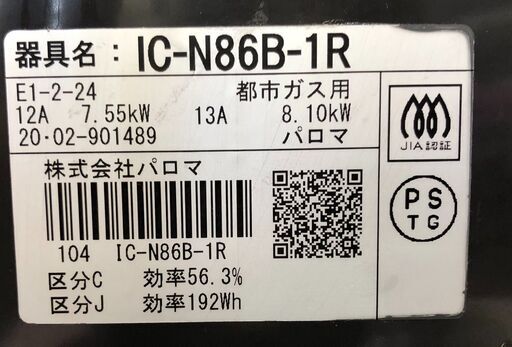 器具名：IC-N86B-1R
E1-2-24 都市ガス用
12A 7.55kW 13A 8.10kW
20・02-901489 パロマ
JIA認証
株式会社パロマ
PS
TG
104 IC-N86B-1R
区分C 効率56.3%
区分J 効率192Wh